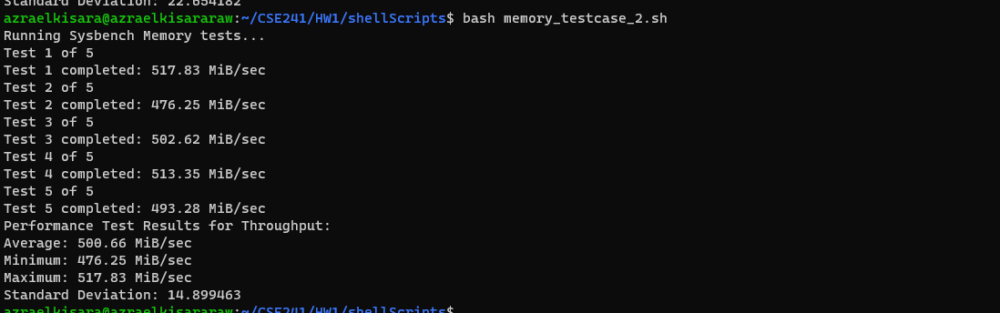 Standard Deviation: 22.654182
azraelkisara@azraelkisararaw:~/CSE241/HW1/shellScripts$ bash memory_testcase_2.sh
Running Sysbench Memory tests...
Test 1 of 5
Test 1 completed: 517.83 MiB/sec
Test 2 of 5
Test 2 completed: 476.25 MiB/sec
Test 3 of 5
Test 3 completed: 502.62 MiB/sec
Test 4 of 5
Test 4 completed: 513.35 MiB/sec
Test 5 of 5
Test 5 completed: 493.28 MiB/sec
Performance Test Results for Throughput:
Average: 500.66 MiB/sec
Minimum: 476.25 MiB/sec
Maximum: 517.83 MiB/sec
Standard Deviation: 14.899463
azraelkisara@azraelkisararaw:~/CSE241/HW1/shellScripts$